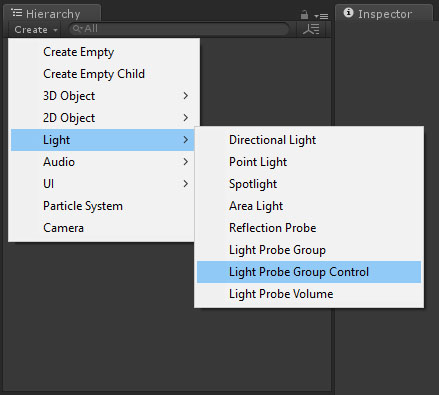 Hierarchy
Inspector
Create
All
Create Empty
Create Empty Child
3D Object
2D Object
Light
Audio
UI
Particle System
Camera
Directional Light
Point Light
Spotlight
Area Light
Reflection Probe
Light Probe Group
Light Probe Group Control
Light Probe Volume